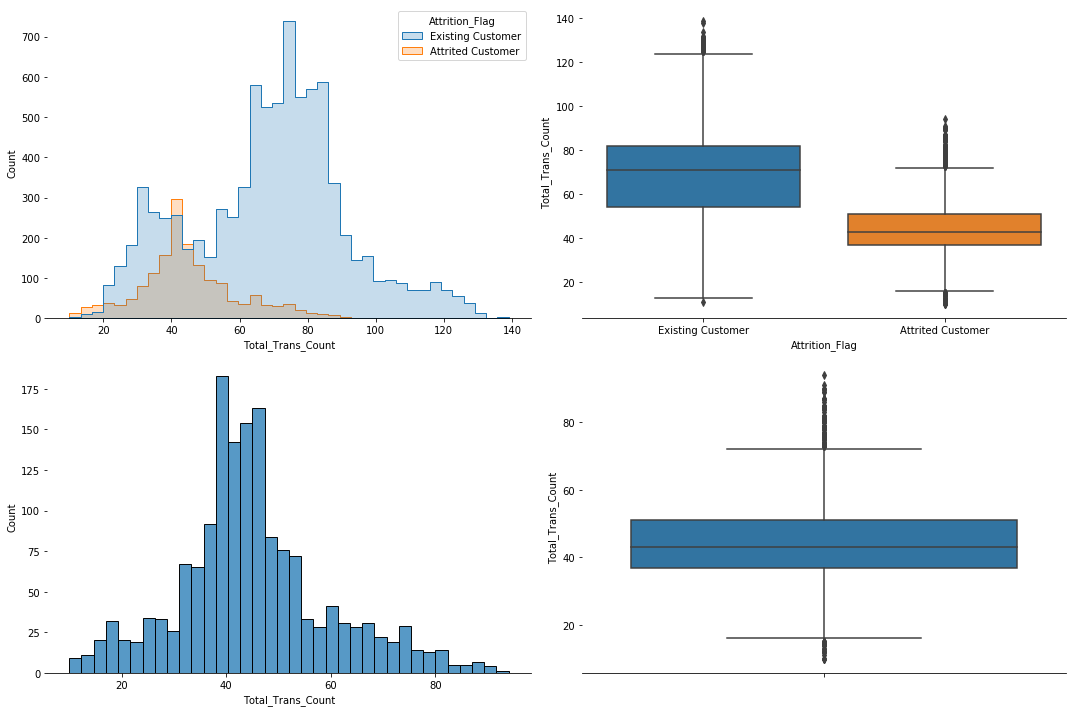 Attrition_Flag
Existing Customer
Attrited Customer
700
600
500
400
300
200
100
0
Count
20 40 60 80 100 120 140
Total_Trans_Count
140
120
100
80
60
40
20
Total_Trans_Count
Existing Customer Attrited Customer
Attrition_Flag
175
150
125
100
75
50
25
0
Count
20 40 60 80
Total_Trans_Count
80
60
40
20
Total_Trans_Count